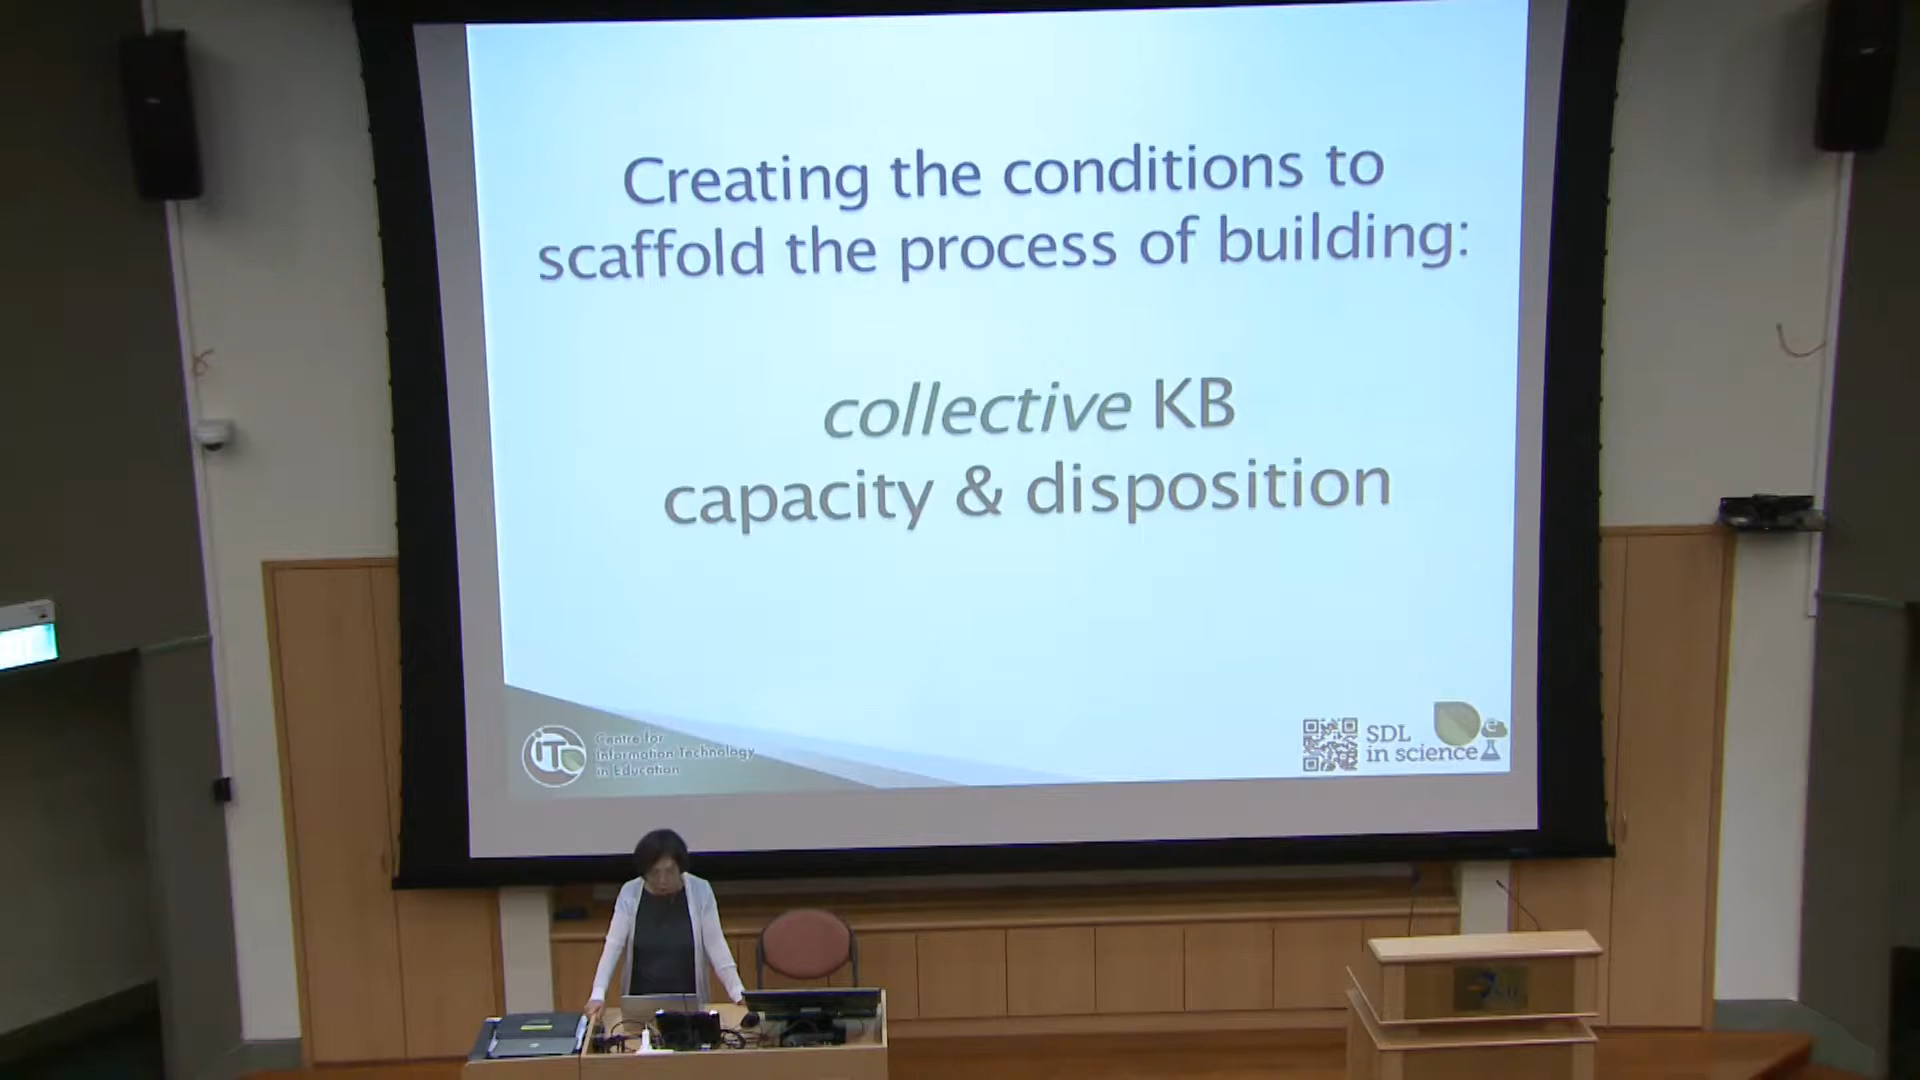 Creating the conditions to
scaffold the process of building:
collective KB
capacity & disposition
iTC
Centre for
Information Technology
in Education
SDL
in science
e